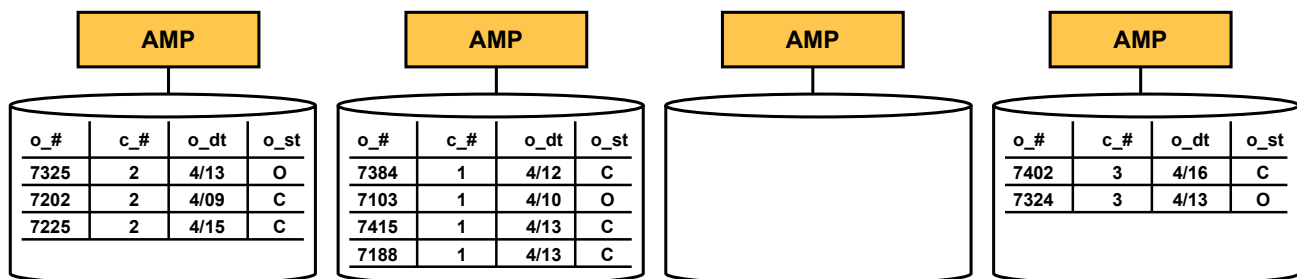 AMP
AMP
AMP
AMP
o_# c_# o_dt o_st
7325 2 4/13 O
7202 2 4/09 C
7225 2 4/15 C
o_# c_# o_dt o_st
7384 1 4/12 C
7103 1 4/10 O
7415 1 4/13 C
7188 1 4/13 C
o_# c_# o_dt o_st
7402 3 4/16 C
7324 3 4/13 O